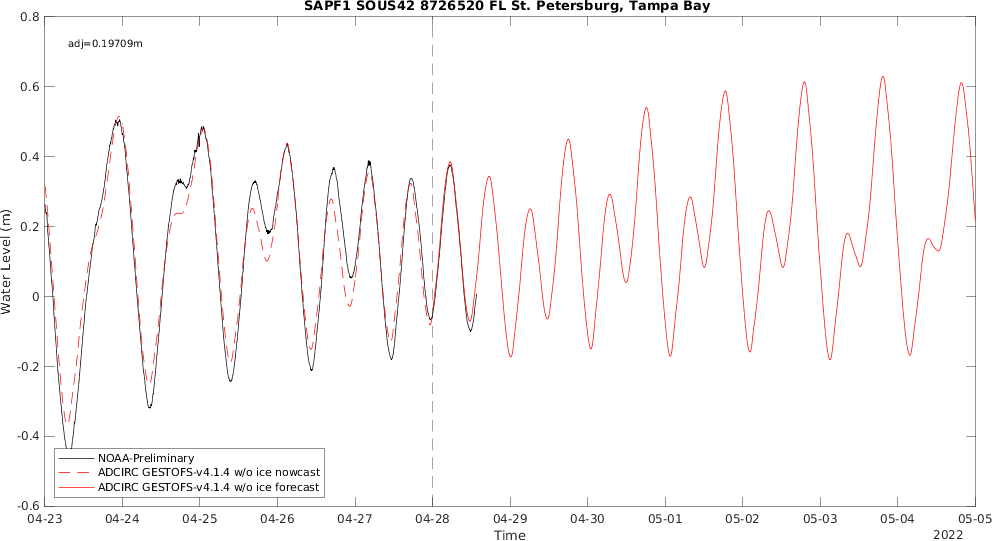 SAPF1 SOUS42 8726520 FL St. Petersburg, Tampa Bay
adj=0.19709m
0.8
0.6
0.4
0.2
0
-0.2
-0.4
-0.6
Water Level (m)
NOAA-Preliminary
ADCIRC GESTOFS-v4.1.4 w/o ice nowcast
ADCIRC GESTOFS-v4.1.4 w/o ice forecast
04-23 04-24 04-25 04-26 04-27 04-28 04-29 04-30 05-01 05-02 05-03 05-04 05-05
Time
2022